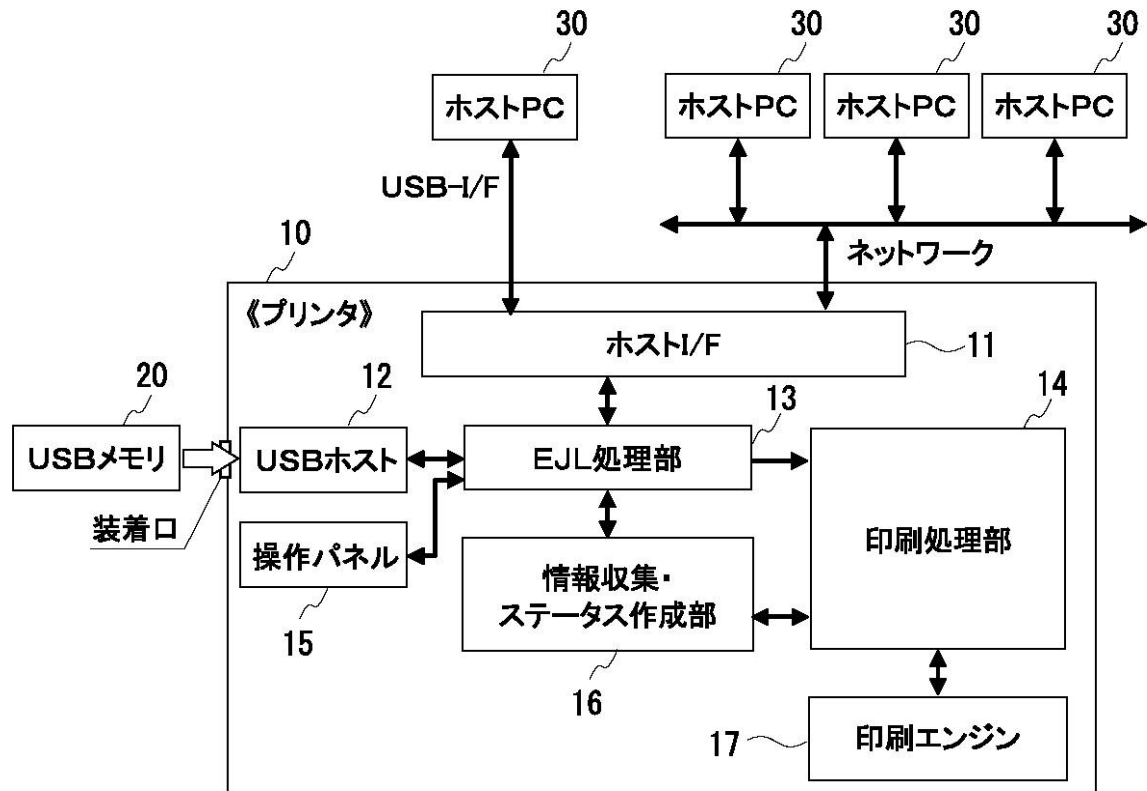 30
30
30
30
ホストPC
ホストPC
ホストPC
ホストPC
USB-I/F
ネットワーク
10
《プリンタ》
ホストI/F
11
20
12
13
14
USBメモリ
USBホスト
EJL処理部
装着口
操作パネル
15
情報収集・
ステータス作成部
16
印刷処理部
17
印刷エンジン